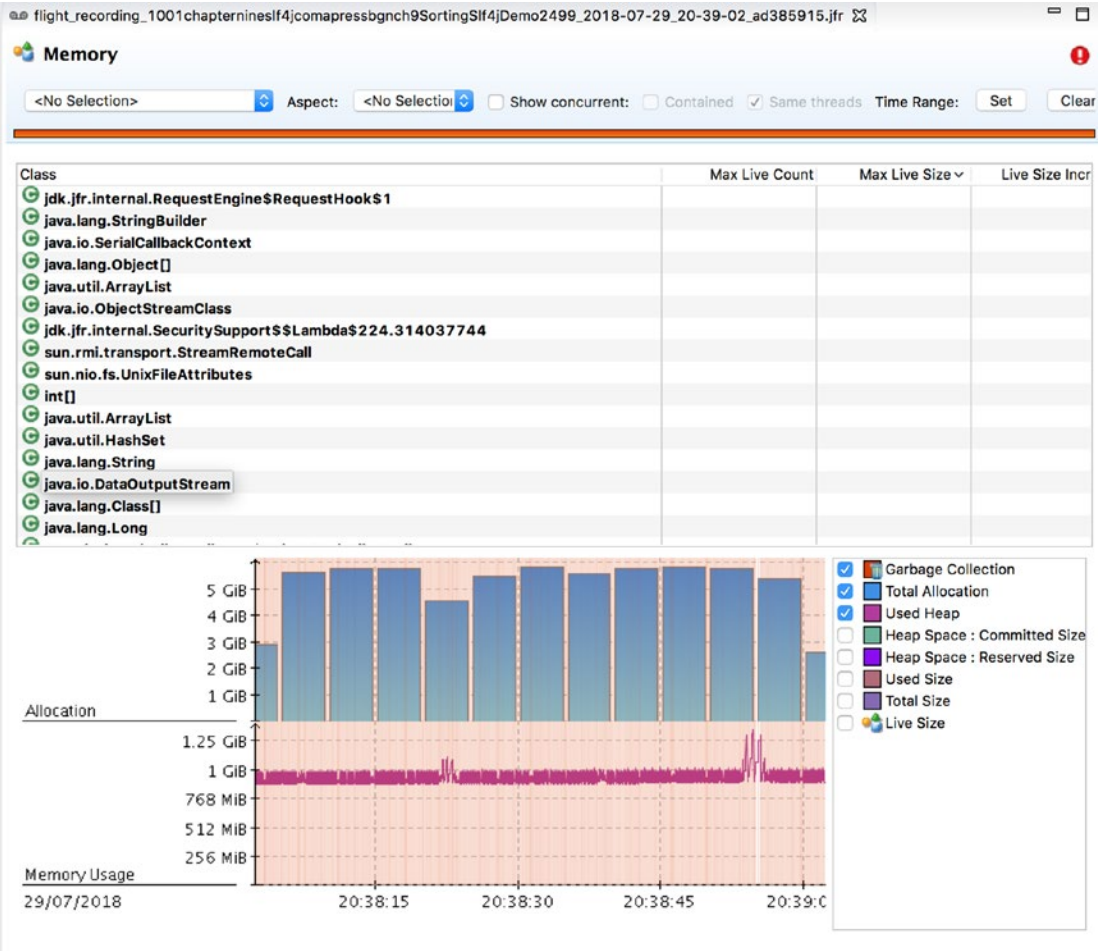 flight_recording_1001chapternineslf4jcomapressbgnch9SortingSlf4jDemo2499_2018-07-29_20-39-02_ad385915.jfr
Memory
<No Selection> Aspect: <No Selection Show concurrent: Contained Same threads Time Range: Set Clear
Class Max Live Count Max Live Size Live Size Incr
jdk.jfr.internal.RequestEngine$RequestHook$1
java.lang.StringBuilder
java.io.SerialCallbackContext
java.lang.Object[]
java.util.ArrayList
java.io.ObjectStreamClass
jdk.jfr.internal.SecuritySupport$$Lambda$224.314037744
sun.rmi.transport.StreamRemoteCall
sun.nio.fs.UnixFileAttributes
int[]
java.util.ArrayList
java.util.HashSet
java.lang.String
java.io.DataOutputStream
java.lang.Class[]
java.lang.Long
5 GiB
4 GiB
3 GiB
2 GiB
1 GiB
Allocation
1.25 GiB
1 GiB
768 MiB
512 MiB
256 MiB
Memory Usage
29/07/2018 20:38:15 20:38:30 20:38:45 20:39:0
Garbage Collection
Total Allocation
Used Heap
Heap Space : Committed Size
Heap Space : Reserved Size
Used Size
Total Size
Live Size